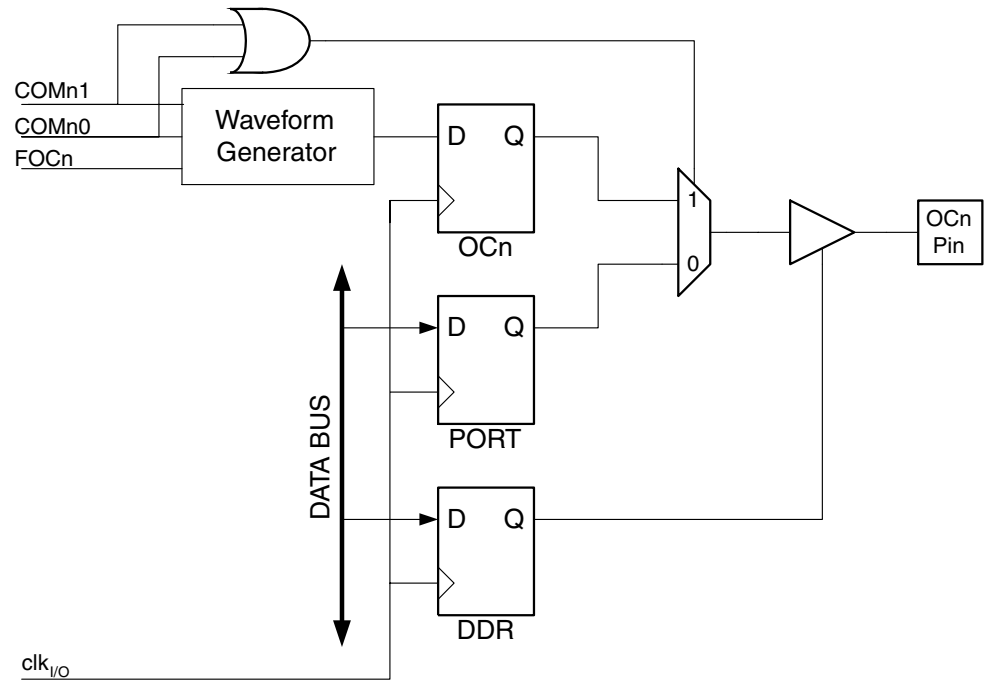 COMn1
COMn0
FOCn
Waveform
Generator
D Q
OCn
1
0
OCn
Pin
D Q
PORT
DATA BUS
D Q
DDR
clkI/O